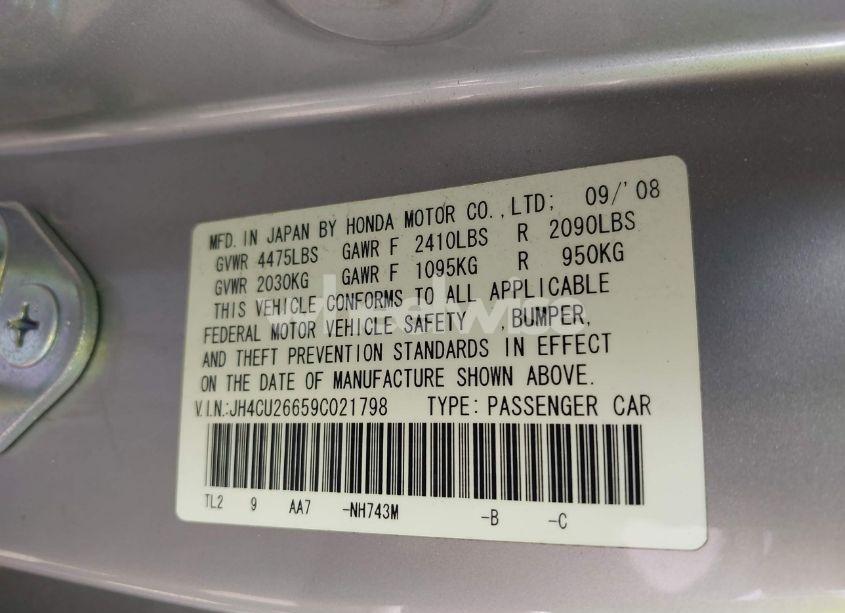 MFD. IN JAPAN BY HONDA MOTOR CO.,LTD; 09/'08
GVWR 4475LBS GAWR F 2410LBS R 2090LBS
GVWR 2030KG GAWR F 1095KG R 950KG
THIS VEHICLE CONFORMS TO ALL APPLICABLE
FEDERAL MOTOR VEHICLE SAFETY ,BUMPER,
AND THEFT PREVENTION STANDARDS IN EFFECT
ON THE DATE OF MANUFACTURE SHOWN ABOVE.
V.I.N.:JH4CU26659C021798 TYPE: PASSENGER CAR
TL2 9 AA7 -NH743M -B -C
wheelwise